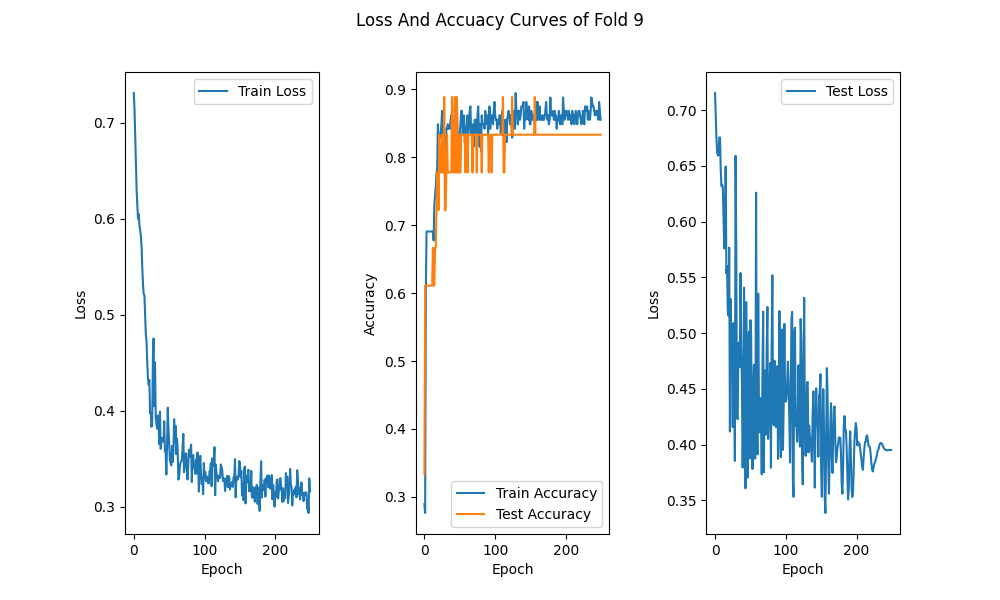 Loss And Accuacy Curves of Fold 9
Train Loss
0.7
0.6
0.5
0.4
0.3
Loss
0 100 200
Epoch
0.9
0.8
0.7
0.6
0.5
0.4
0.3
Accuracy
Train Accuracy
Test Accuracy
0 100 200
Epoch
Test Loss
0.70
0.65
0.60
0.55
0.50
0.45
0.40
0.35
Loss
0 100 200
Epoch